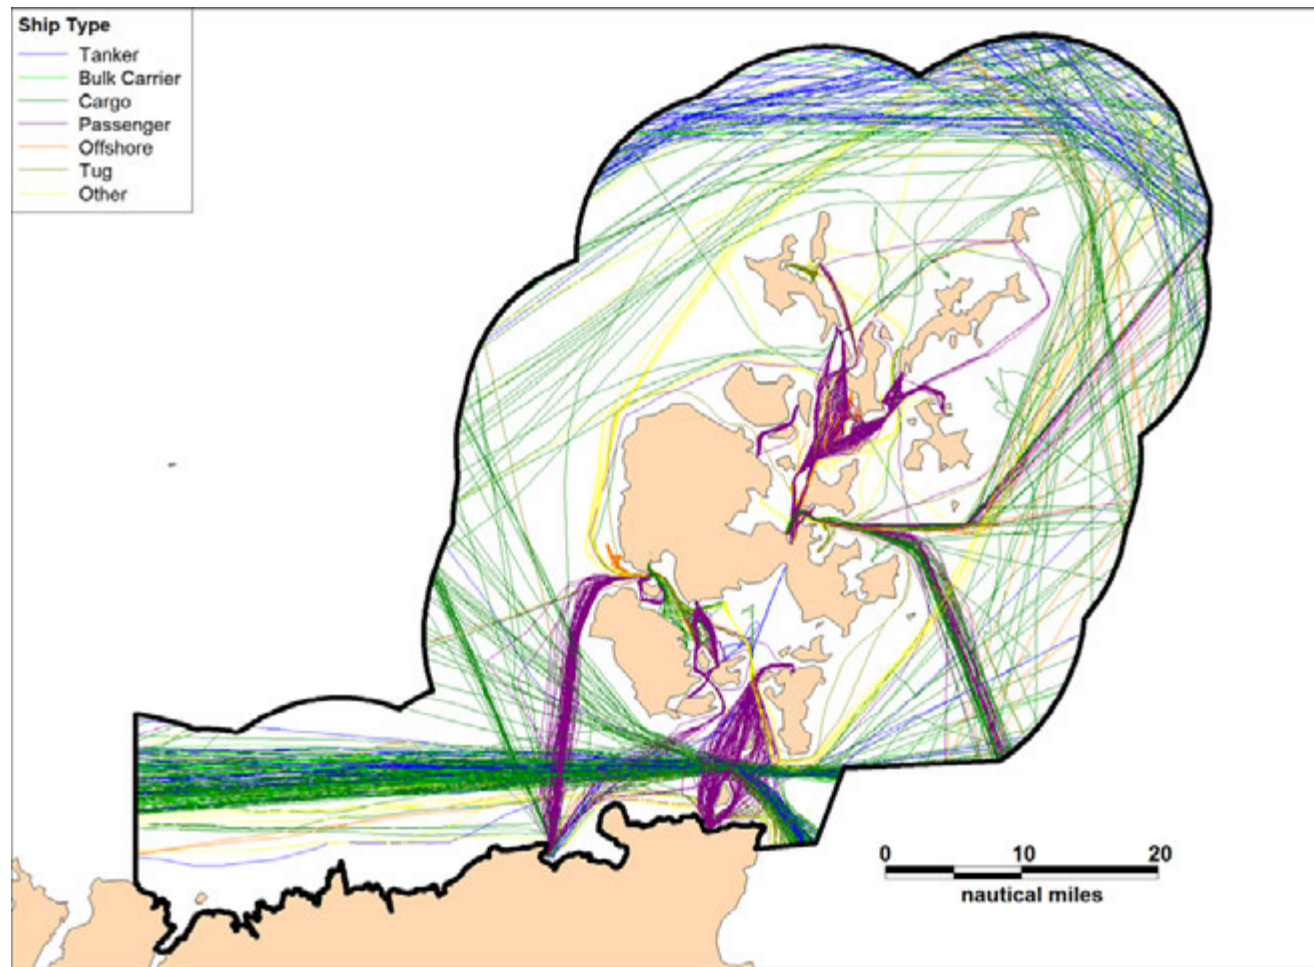 Ship Type
Tanker
Bulk Carrier
Cargo
Passenger
Offshore
Tug
Other
0 10 20
nautical miles